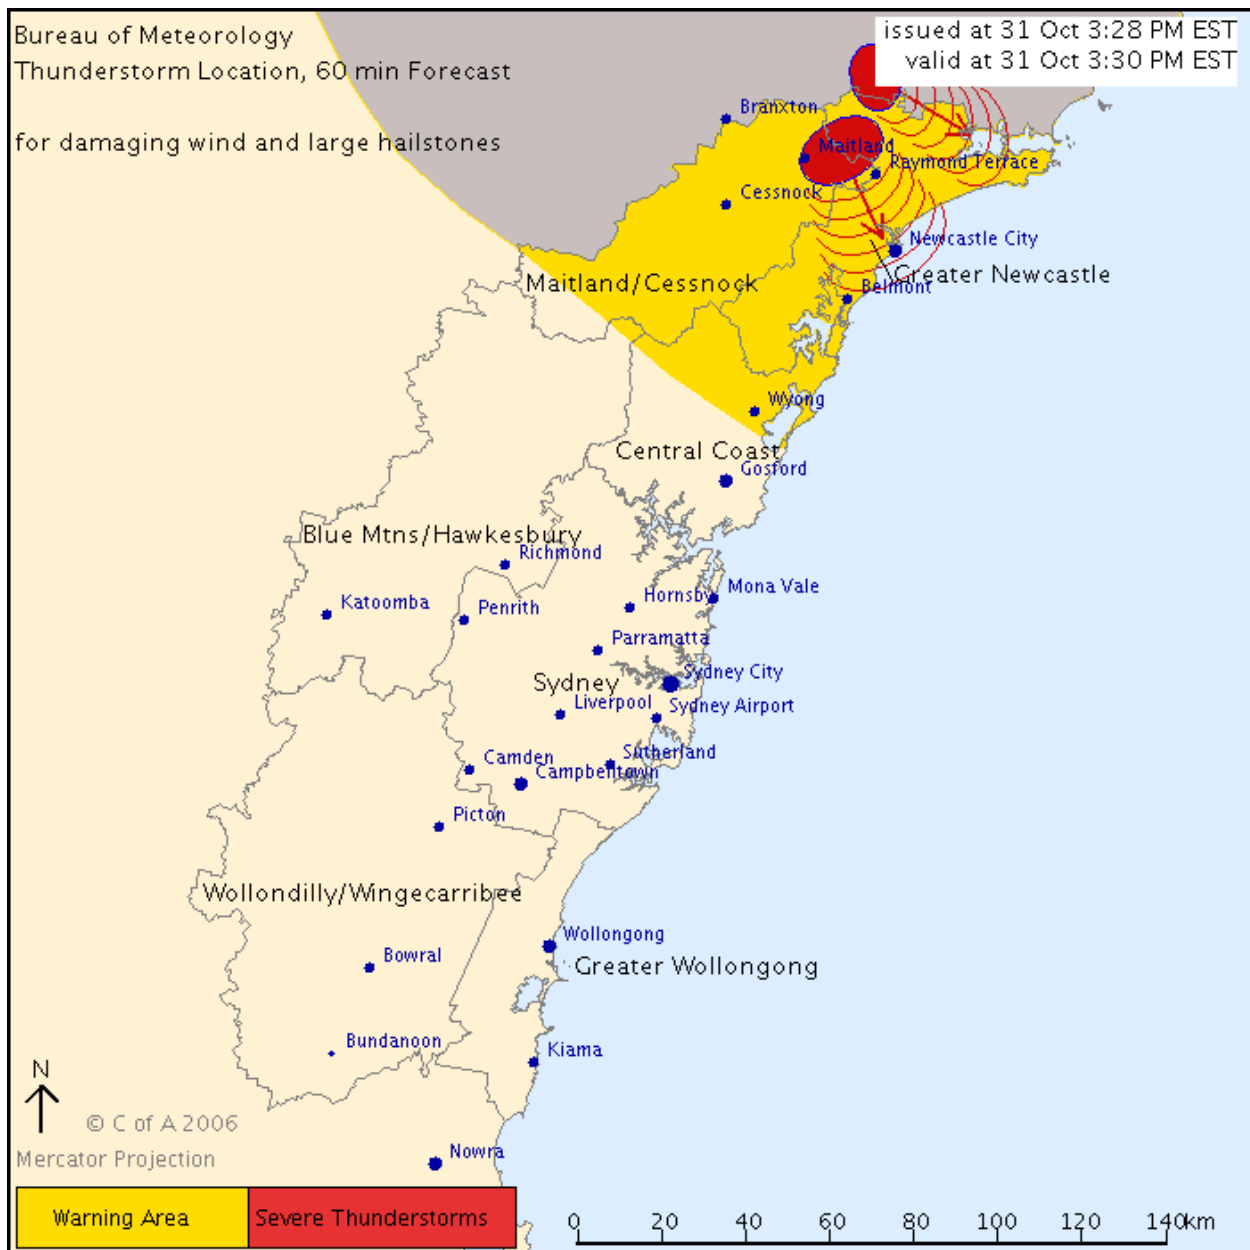 Bureau of Meteorology
issued at 31 Oct 3:28 PM EST
Thunderstorm Location, 60 min Forecast
valid at 31 Oct 3:30 PM EST
for damaging wind and large hailstones
Branxton
Maitland
Raymond Terrace
Cessnock
Newcastle City
Greater Newcastle
Maitland/Cessnock
Belmont
Wyong
Central Coast
Gosford
Blue Mtns/Hawkesbury
Richmond
Mona Vale
Hornsby
Katoomba
Penrith
Parramatta
Sydney City
Sydney
Liverpool
Sydney Airport
Sutherland
Camden
Campbelltown
Picton
Wollondilly/Wingecarribee
Wollongong
Bowral
Greater Wollongong
Bundanoon
Kiama
N
© C of A 2006
Mercator Projection
Nowra
Warning Area
Severe Thunderstorms
0 20 40 60 80 100 120 140km